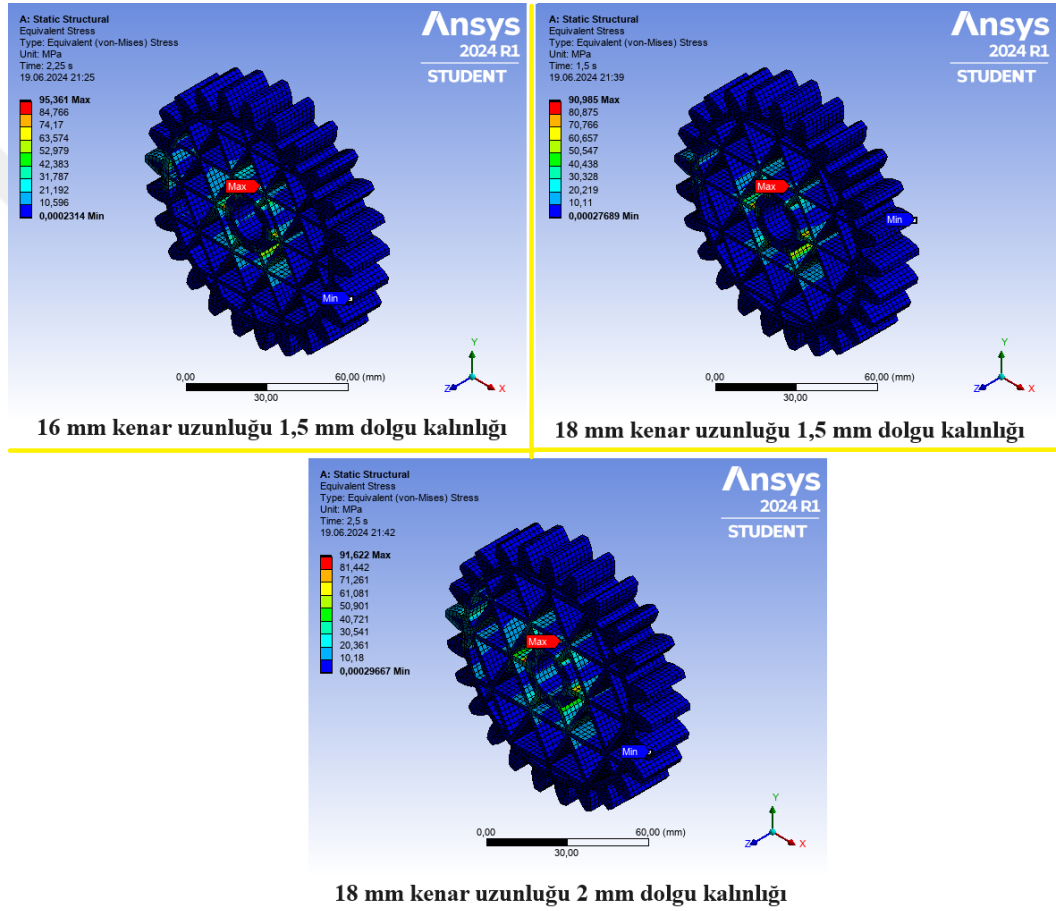 A: Static Structural
Equivalent Stress
Type: Equivalent (von-Mises) Stress
Unit: MPa
Time: 2,25 s
19.06.2024 21:25
95,361 Max
84,766
74,17
63,574
52,979
42,383
31,787
21,192
10,596
0,0002314 Min
Ansys
2024 R1
STUDENT
Max
Min
0,00
60,00 (mm)
30,00
Y
Z
X
16 mm kenar uzunluğu 1,5 mm dolgu kalınlığı
A: Static Structural
Equivalent Stress
Type: Equivalent (von-Mises) Stress
Unit: MPa
Time: 1,5 s
19.06.2024 21:39
90,985 Max
80,875
70,766
60,657
50,547
40,438
30,328
20,219
10,11
0,00027689 Min
Ansys
2024 R1
STUDENT
Max
Min
0,00
60,00 (mm)
30,00
Y
Z
X
18 mm kenar uzunluğu 1,5 mm dolgu kalınlığı
A: Static Structural
Equivalent Stress
Type: Equivalent (von-Mises) Stress
Unit: MPa
Time: 2,5 s
19.06.2024 21:42
91,622 Max
81,442
71,261
61,081
50,901
40,721
30,541
20,361
10,18
0,00029667 Min
Ansys
2024 R1
STUDENT
Max
Min
0,00
60,00 (mm)
30,00
Y
Z
X
18 mm kenar uzunluğu 2 mm dolgu kalınlığı